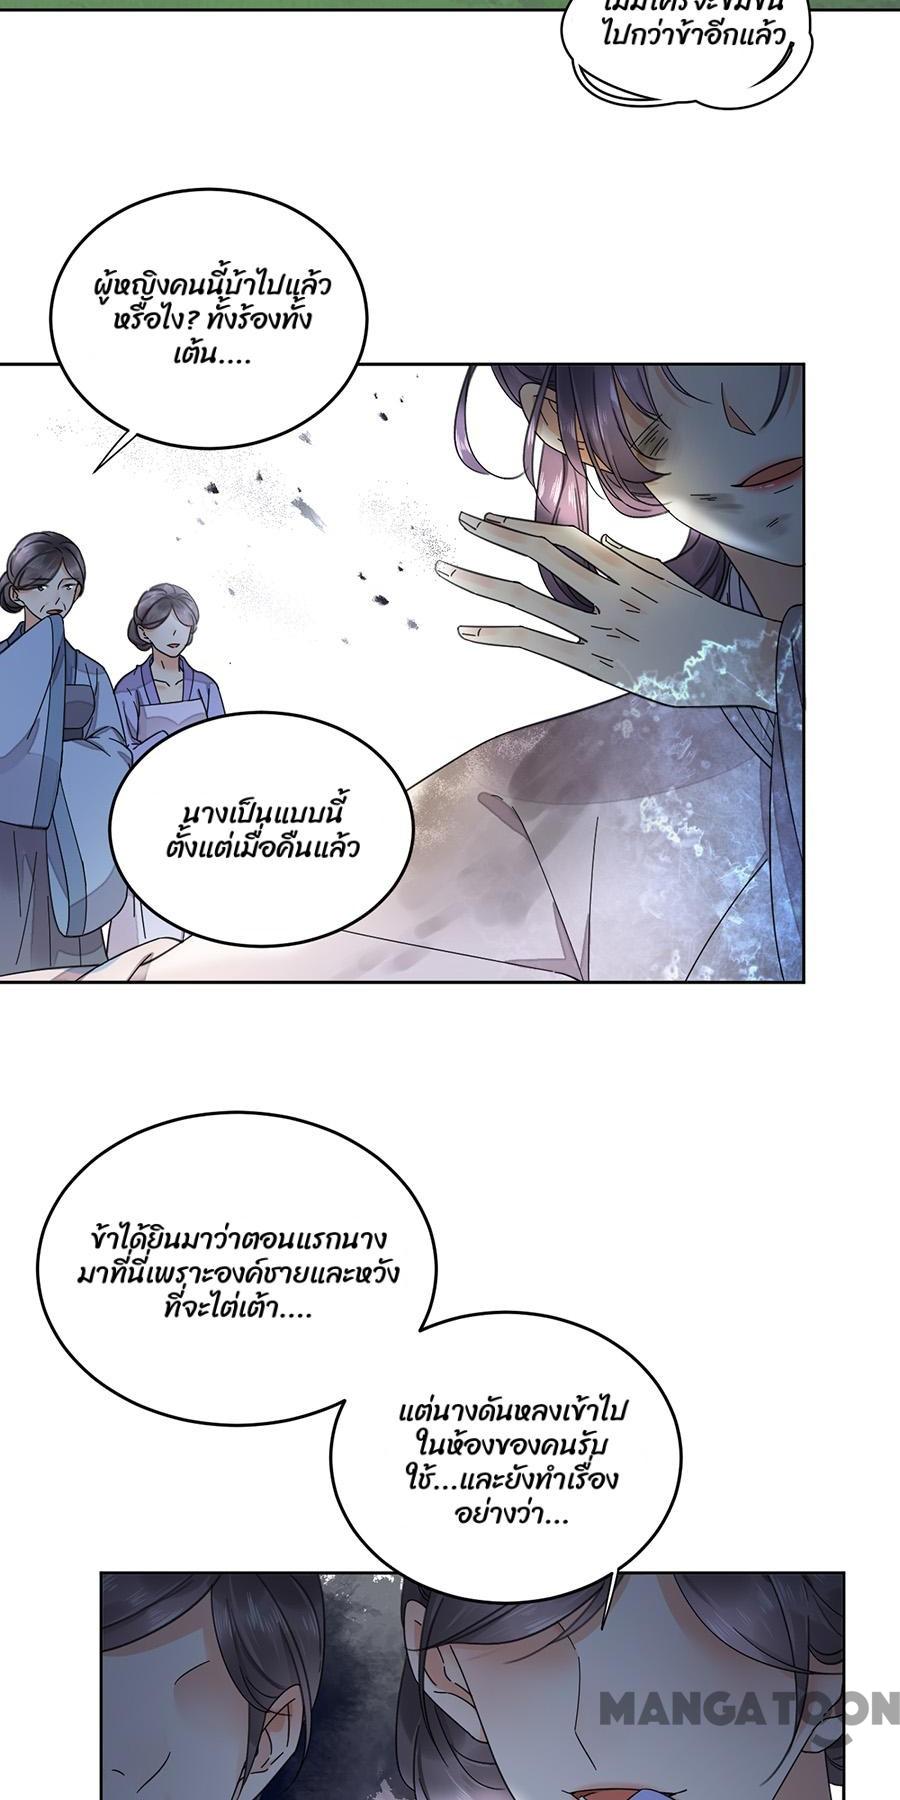 ไม่มีใครจะขมขื่น
ไปกว่าข้าอีกแล้ว
ผู้หญิงคนนี้บ้าไปแล้ว
หรือไง? ทั้งร้องทั้ง
เต้น....
นางเป็นแบบนี้
ตั้งแต่เมื่อคืนแล้ว
ข้าได้ยินมาว่าตอนแรกนาง
มาที่นี่เพราะองค์ชายและหวัง
ที่จะไต่เต้า....
แต่นางดันหลงเข้าไป
ในห้องของคนรับ
ใช้...และยังทำเรื่อง
อย่างว่า...
MANGATOON